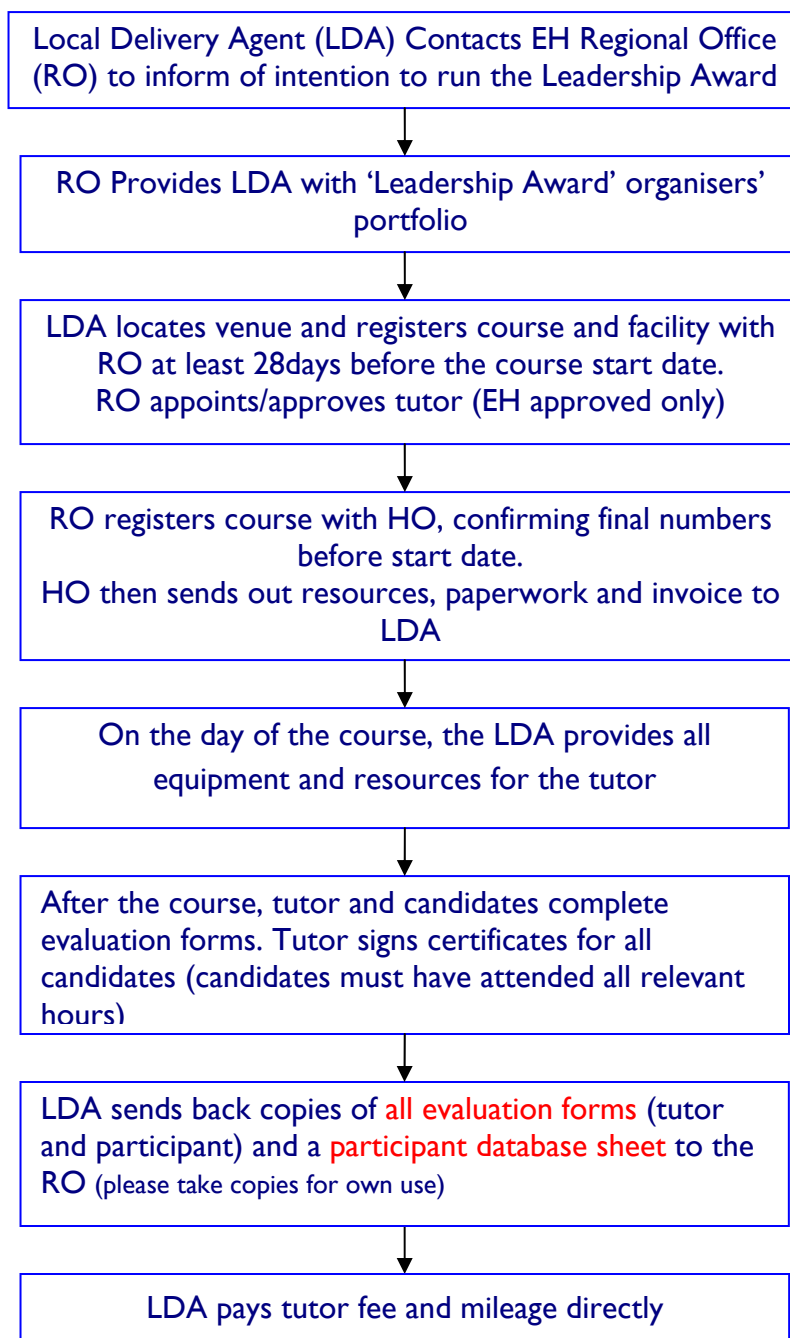 Local Delivery Agent (LDA) Contacts EH Regional Office
(RO) to inform of intention to run the Leadership Award
RO Provides LDA with ‘Leadership Award’ organisers’
portfolio
LDA locates venue and registers course and facility with
RO at least 28days before the course start date.
RO appoints/approves tutor (EH approved only)
RO registers course with HO, confirming final numbers
before start date.
HO then sends out resources, paperwork and invoice to
LDA
On the day of the course, the LDA provides all
equipment and resources for the tutor
After the course, tutor and candidates complete
evaluation forms. Tutor signs certificates for all
candidates (candidates must have attended all relevant
hours)
LDA sends back copies of all evaluation forms (tutor
and participant) and a participant database sheet to the
RO (please take copies for own use)
LDA pays tutor fee and mileage directly